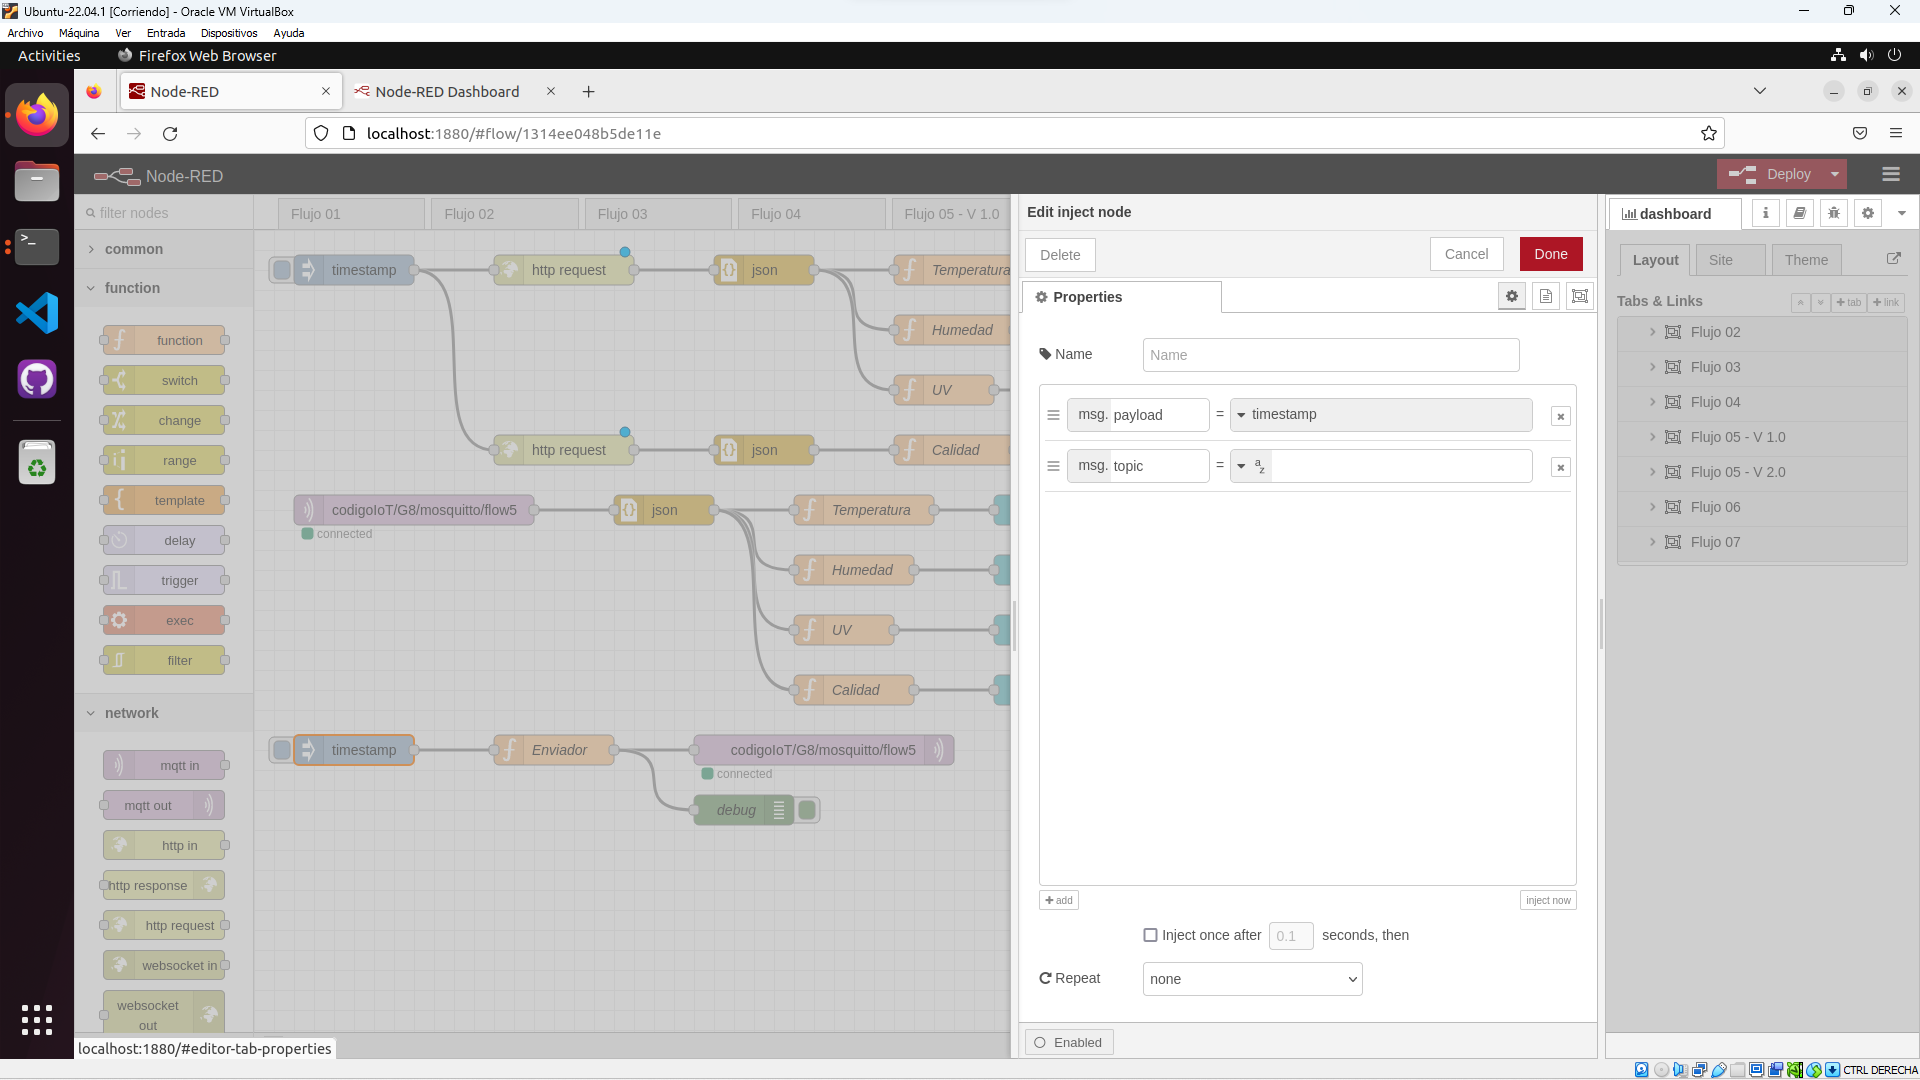 Ubuntu-22.04.1 [Corriendo] - Oracle VM VirtualBox
Archivo Máquina Ver Entrada Dispositivos Ayuda
Activities Firefox Web Browser
Node-RED Node-RED Dashboard
localhost:1880/#flow/1314ee048b5de11e
Node-RED Deploy
filter nodes
common
function
function
switch
change
range
template
delay
trigger
exec
filter
network
mqtt in
mqtt out
http in
http response
http request
websocket in
websocket
out
Flujo 01 Flujo 02 Flujo 03 Flujo 04 Flujo 05 - V 1.0
timestamp http request json Temperatura
Humedad
UV
http request json Calidad
codigoIoT/G8/mosquitto/flow5 json Temperatura
connected
Humedad
UV
Calidad
timestamp Enviador codigoIoT/G8/mosquitto/flow5
connected
debug
Edit inject node
Delete Cancel Done
Properties
Name Name
msg. payload = timestamp
msg. topic = az
add inject now
Inject once after 0.1 seconds, then
Repeat none
Enabled
dashboard
Layout Site Theme
Tabs & Links tab link
Flujo 02
Flujo 03
Flujo 04
Flujo 05 - V 1.0
Flujo 05 - V 2.0
Flujo 06
Flujo 07
localhost:1880/#editor-tab-properties
CTRL DERECHA